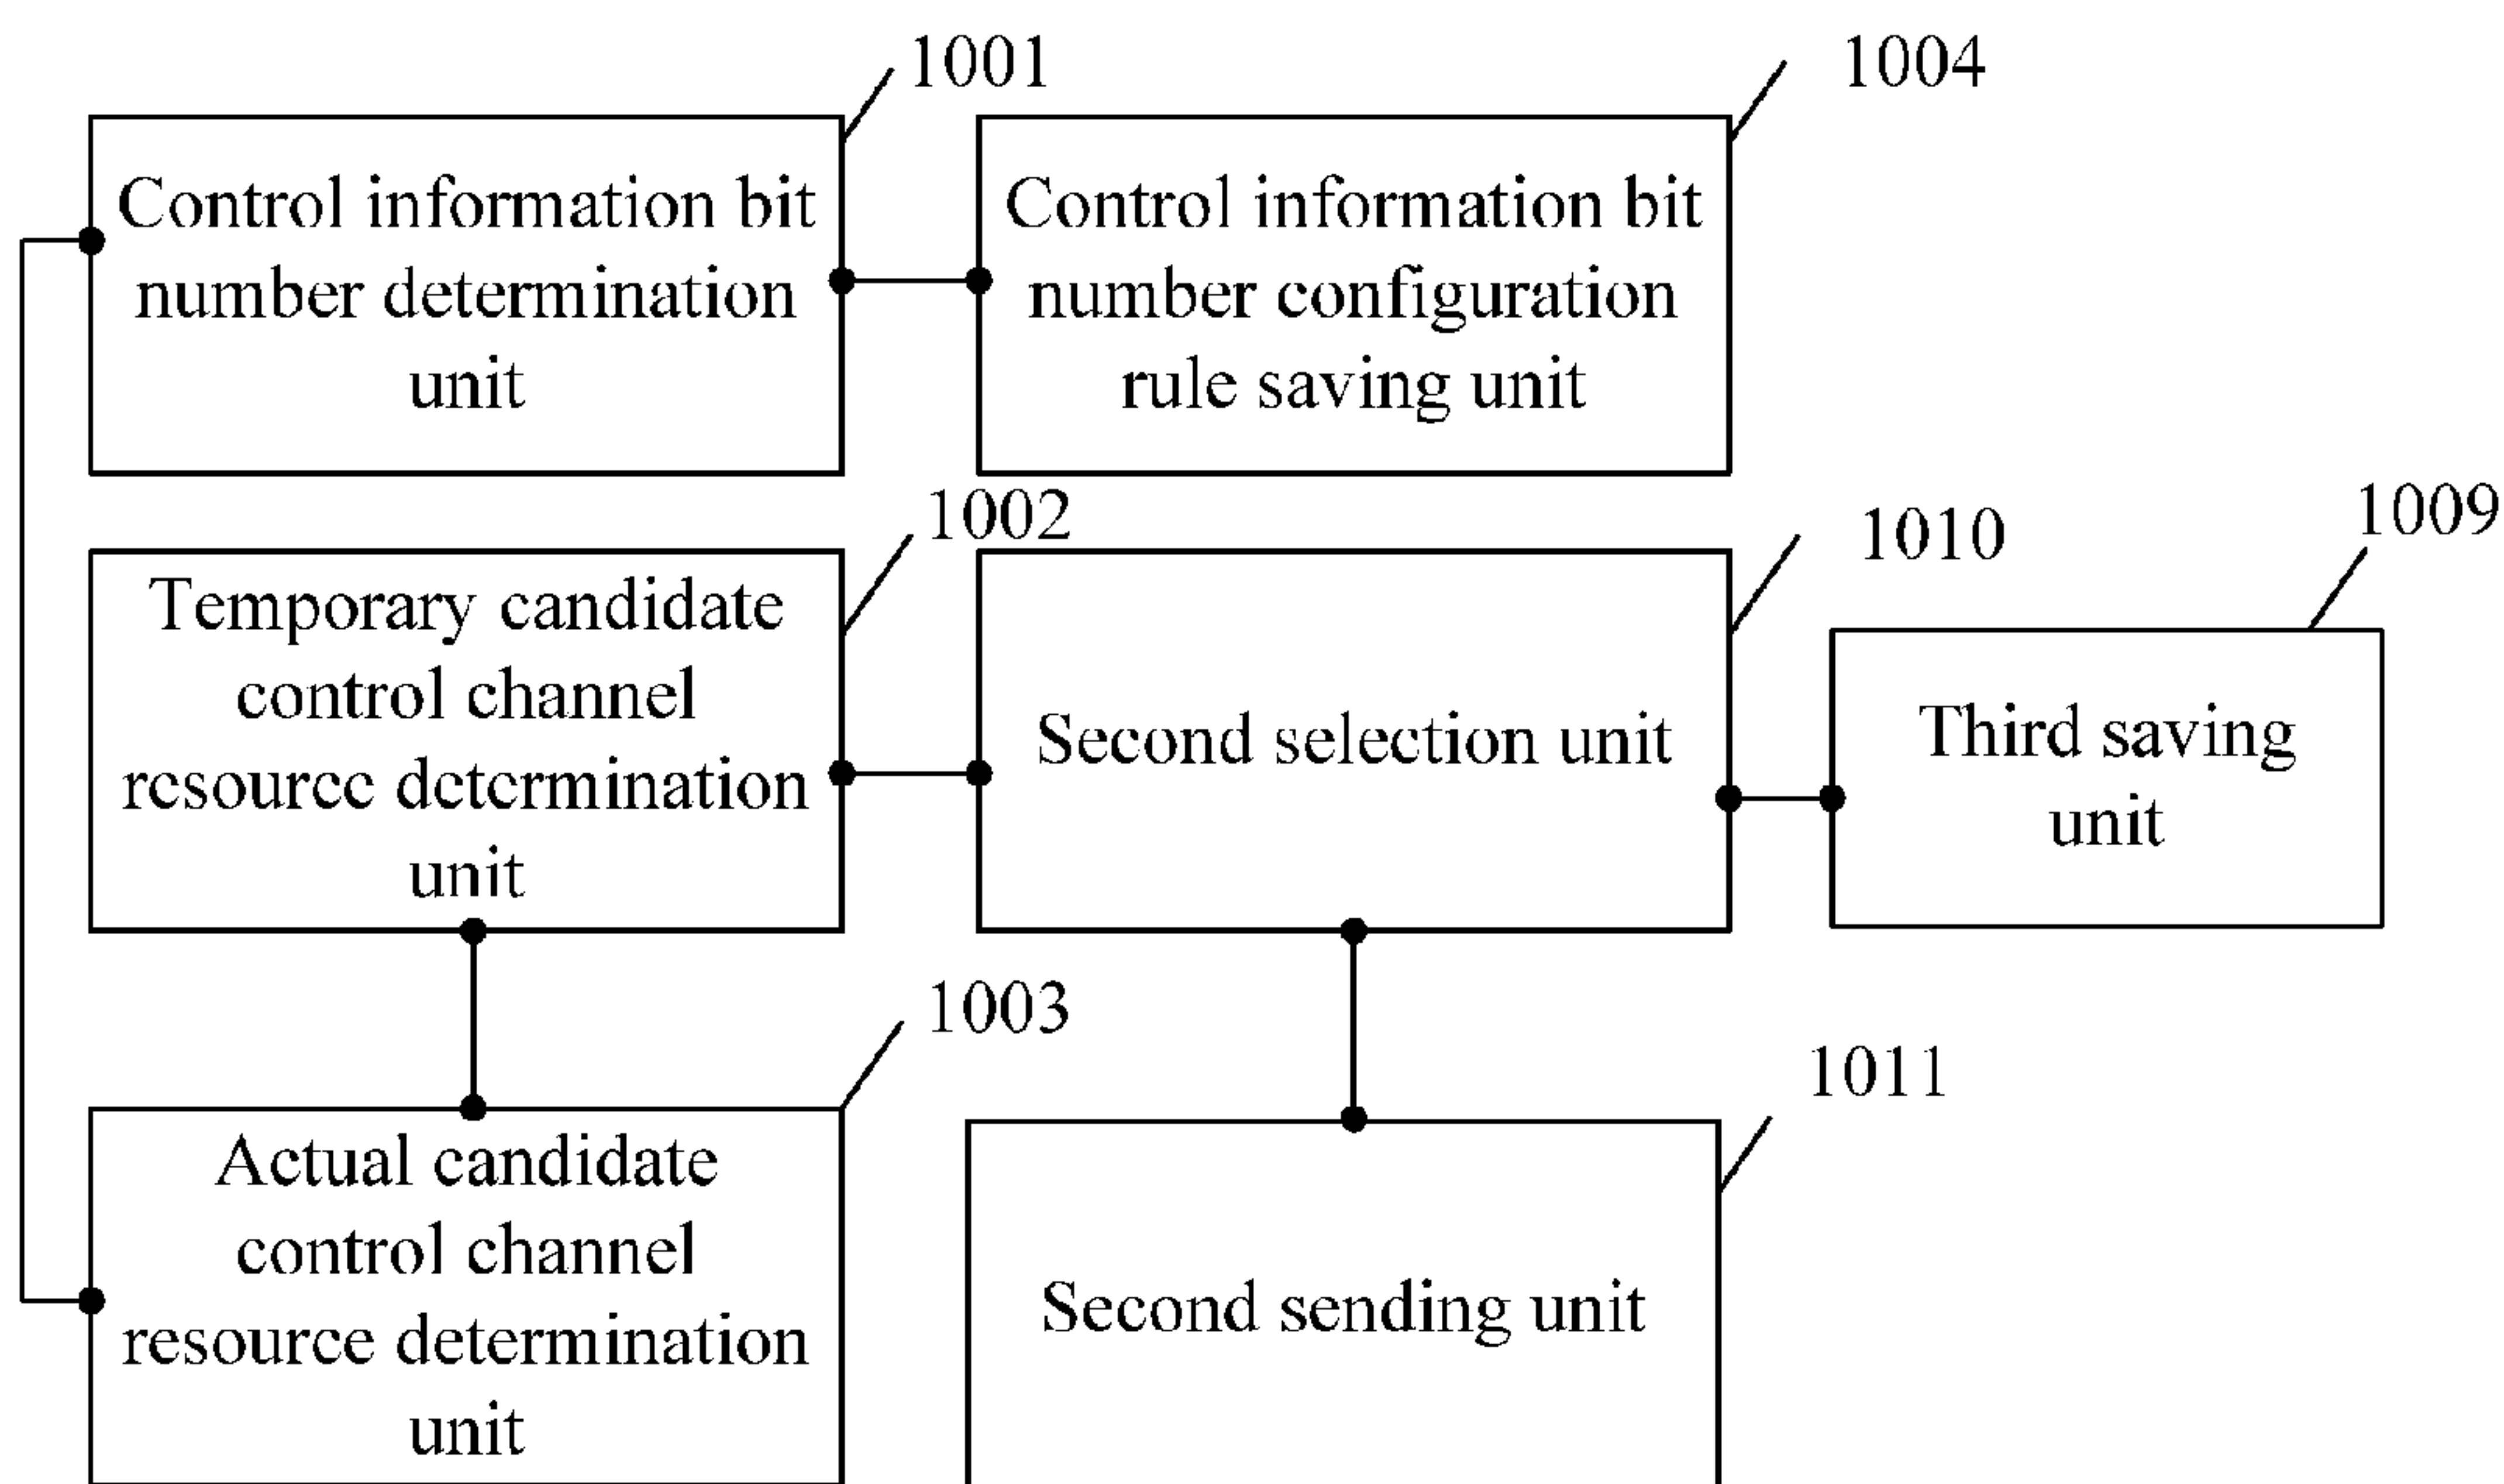 1001
1004
Control information bit
number determination
unit
Control information bit
number configuration
rule saving unit
1002
1010
1009
Temporary candidate
control channel
resource determination
unit
Second selection unit
Third saving
unit
1003
1011
Actual candidate
control channel
resource determination
unit
Second sending unit